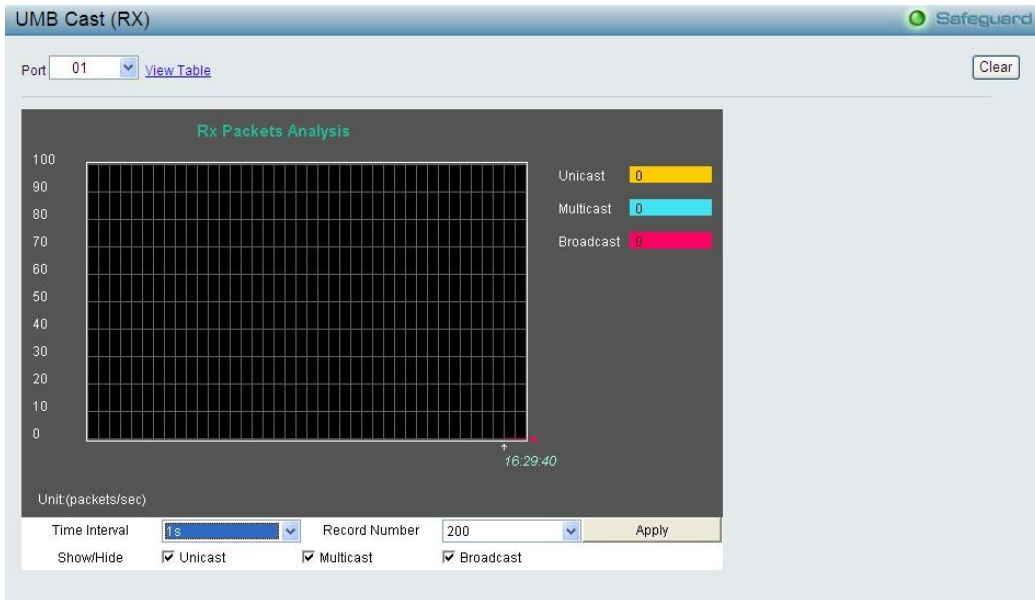 UMB Cast (RX)
Safeguard
Port 01 View Table
Clear
Rx Packets Analysis
100
90
80
70
60
50
40
30
20
10
0
Unicast 0
Multicast 0
Broadcast 0
16:29:40
Unit:(packets/sec)
Time Interval 1s Record Number 200 Apply
Show/Hide Unicast Multicast Broadcast